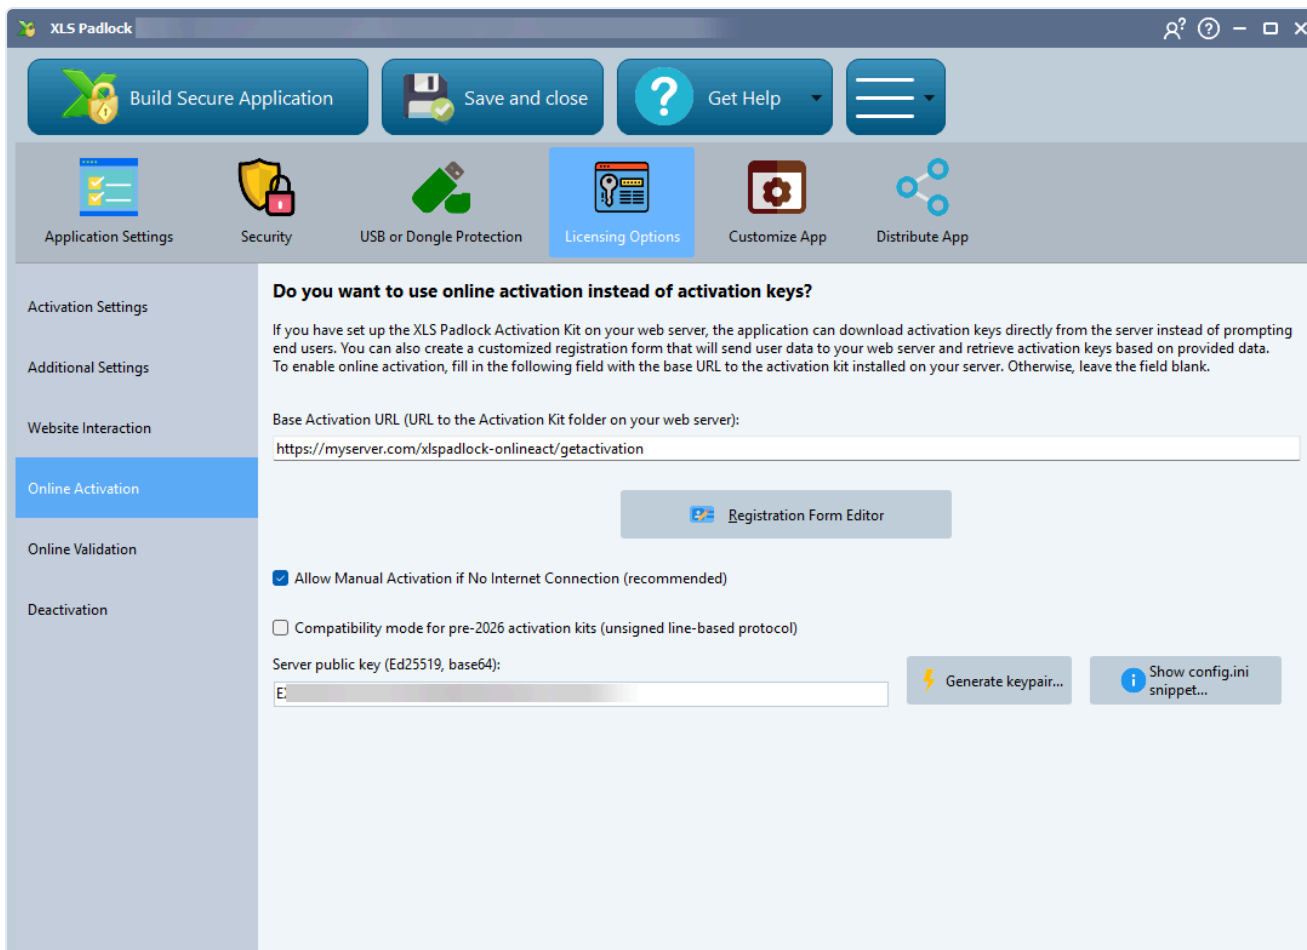 XLS Padlock
Build Secure Application
Save and close
Get Help
Application Settings
Security
USB or Dongle Protection
Licensing Options
Customize App
Distribute App
Activation Settings
Additional Settings
Website Interaction
Online Activation
Online Validation
Deactivation
Do you want to use online activation instead of activation keys?
If you have set up the XLS Padlock Activation Kit on your web server, the application can download activation keys directly from the server instead of prompting
end users. You can also create a customized registration form that will send user data to your web server and retrieve activation keys based on provided data.
To enable online activation, fill in the following field with the base URL to the activation kit installed on your server. Otherwise, leave the field blank.
Base Activation URL (URL to the Activation Kit folder on your web server):
https://myserver.com/xlspadlock-onlineact/getactivation
Registration Form Editor
Allow Manual Activation if No Internet Connection (recommended)
Compatibility mode for pre-2026 activation kits (unsigned line-based protocol)
Server public key (Ed25519, base64):
Generate keypair...
Show config.ini
snippet...